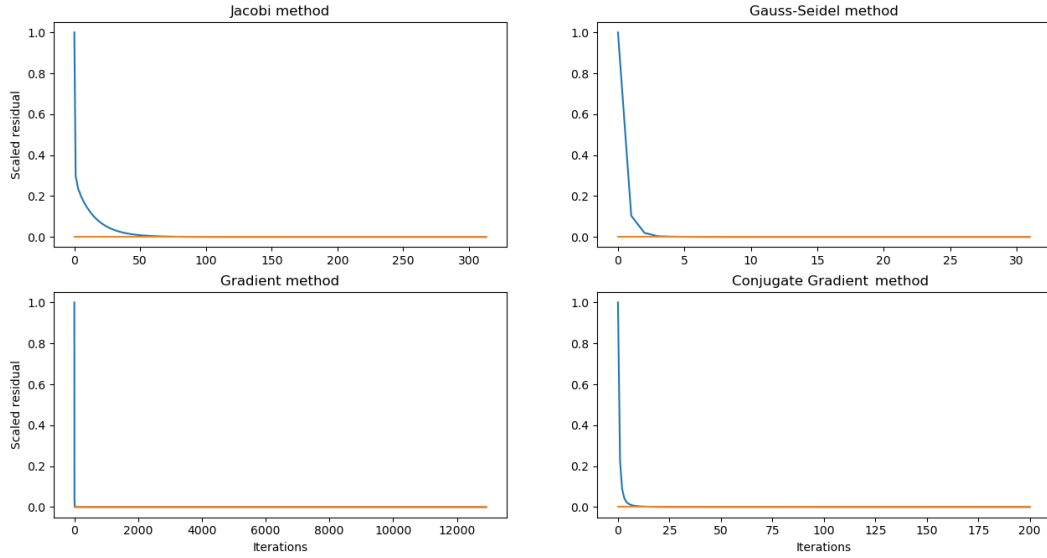 Jacobi method
Scaled residual
1.0
0.8
0.6
0.4
0.2
0.0
0 50 100 150 200 250 300
Gauss-Seidel method
1.0
0.8
0.6
0.4
0.2
0.0
0 5 10 15 20 25 30
Gradient method
Scaled residual
1.0
0.8
0.6
0.4
0.2
0.0
0 2000 4000 6000 8000 10000 12000
Iterations
Conjugate Gradient method
1.0
0.8
0.6
0.4
0.2
0.0
0 25 50 75 100 125 150 175 200
Iterations